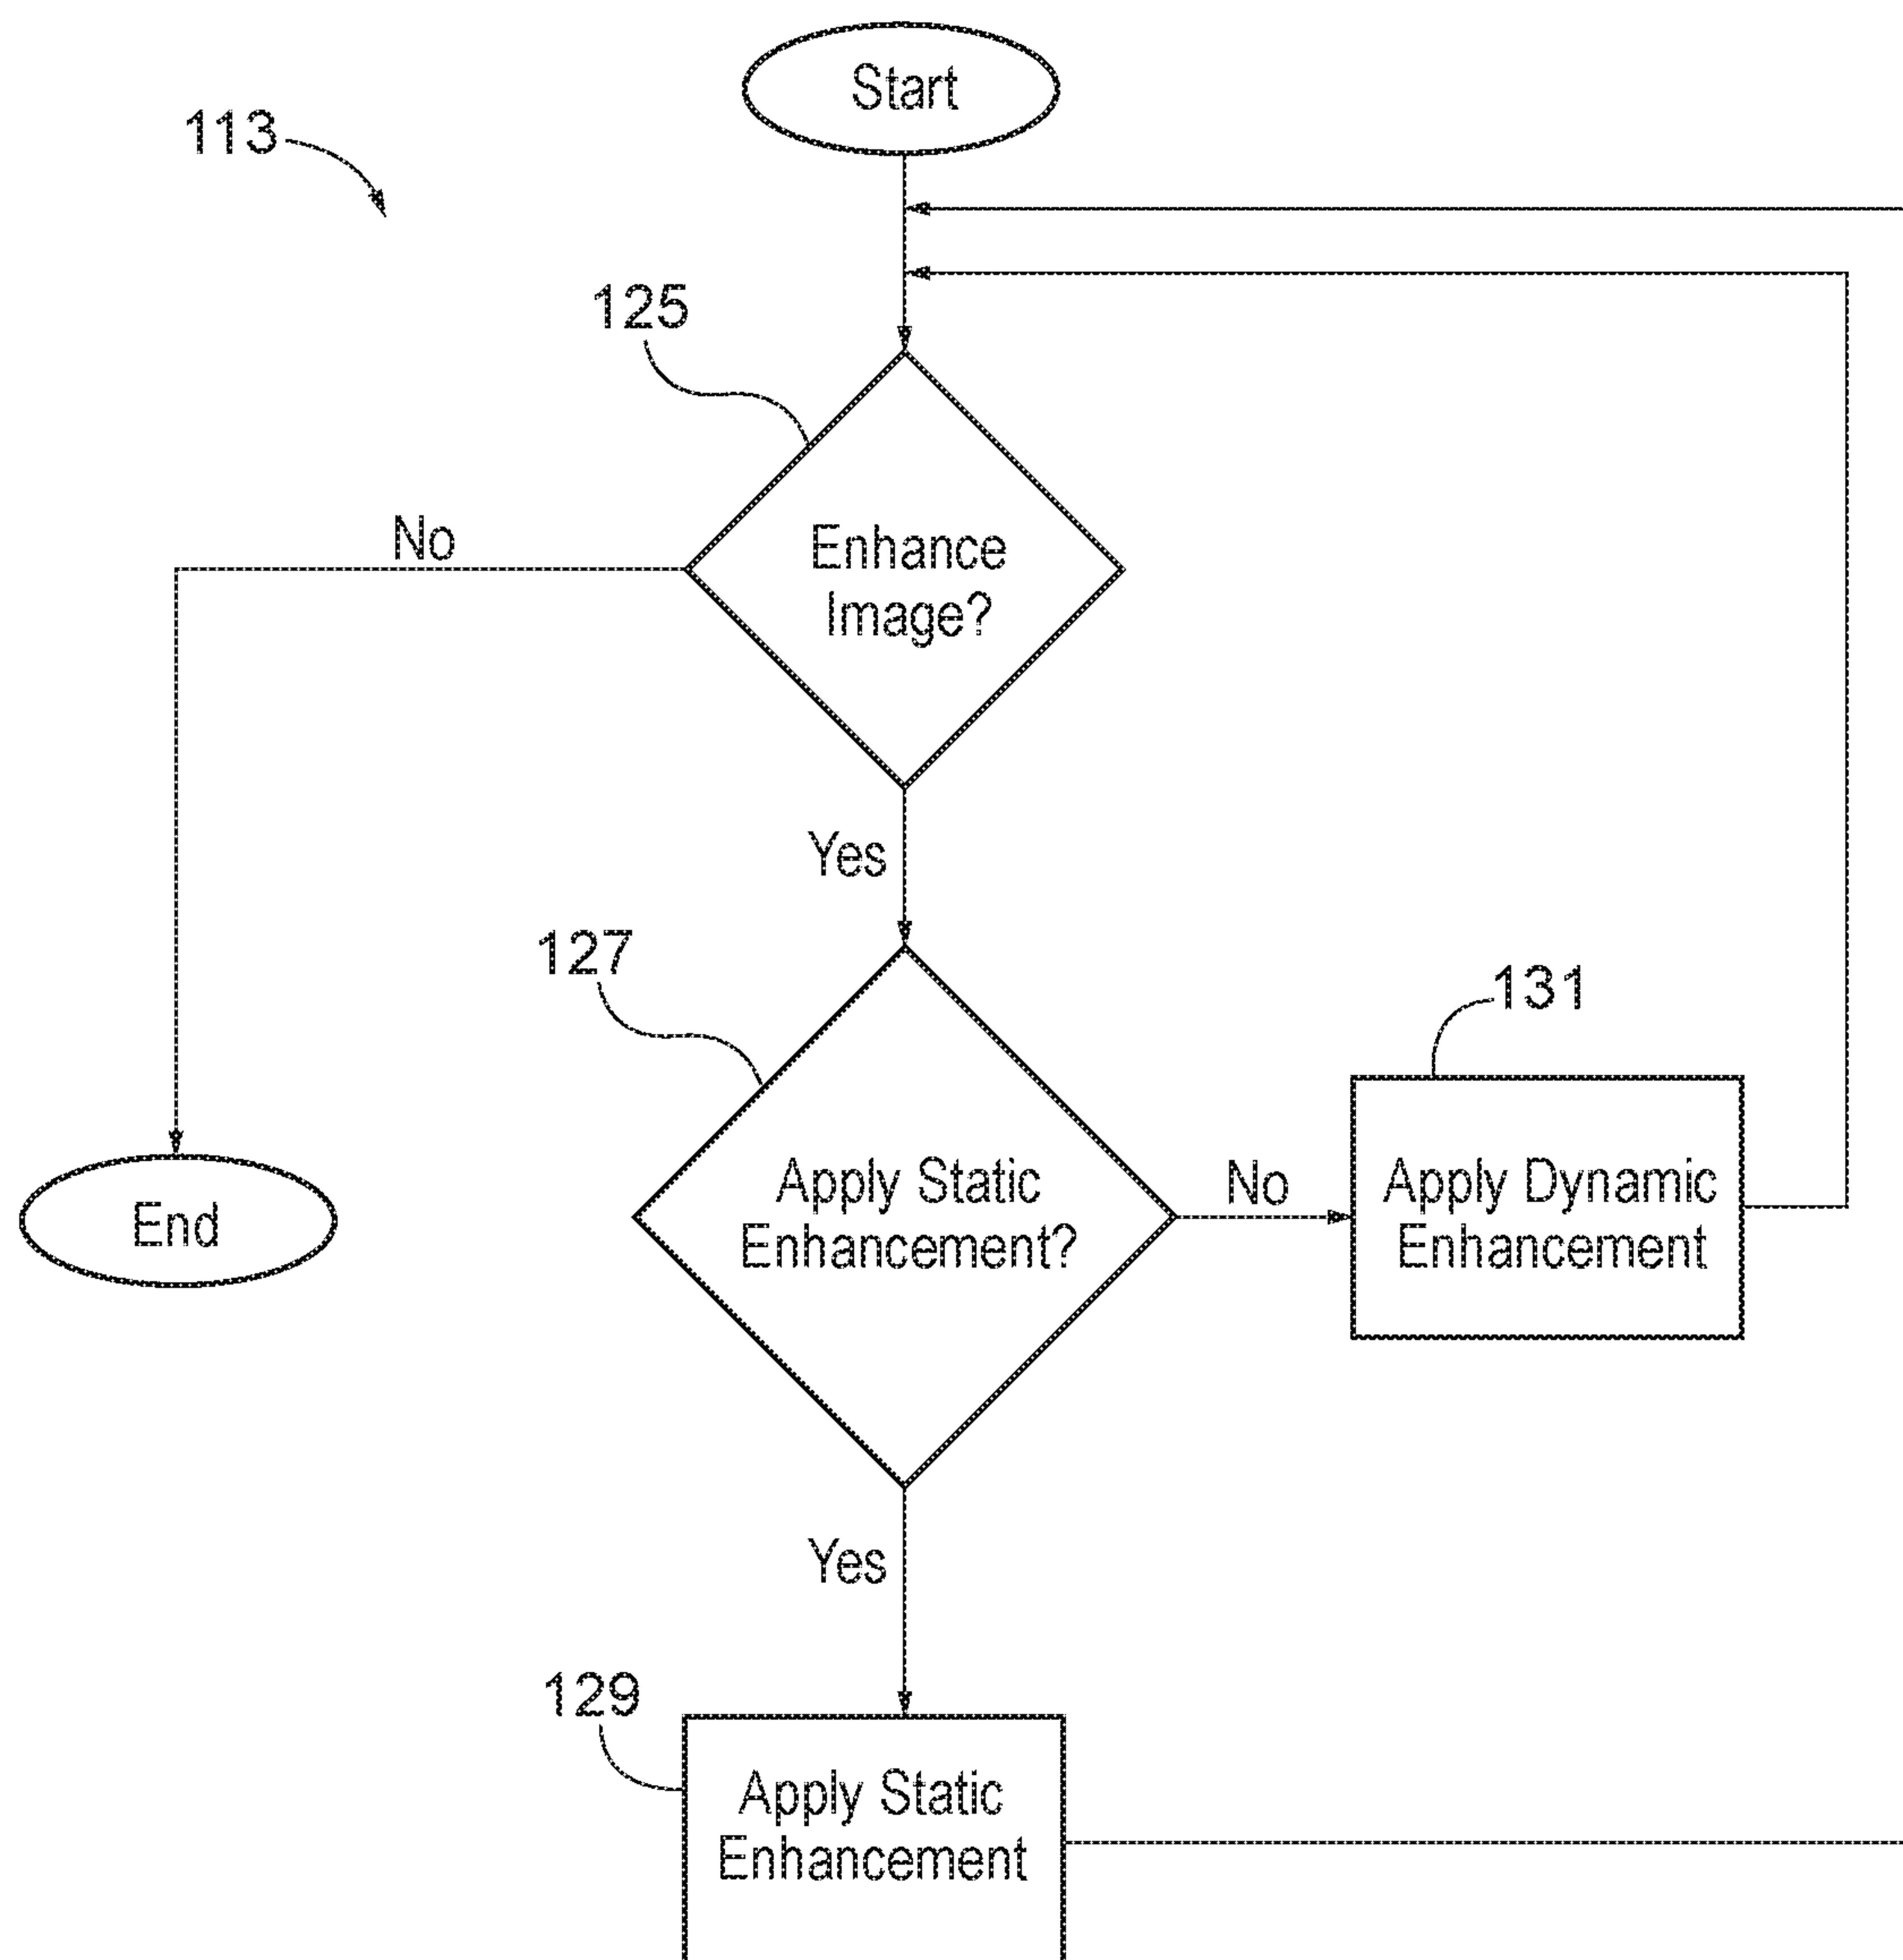 Start
113
125
Enhance
Image?
No
Yes
127
131
Apply Static
Enhancement?
No
Apply Dynamic
Enhancement
End
Yes
129
Apply Static
Enhancement